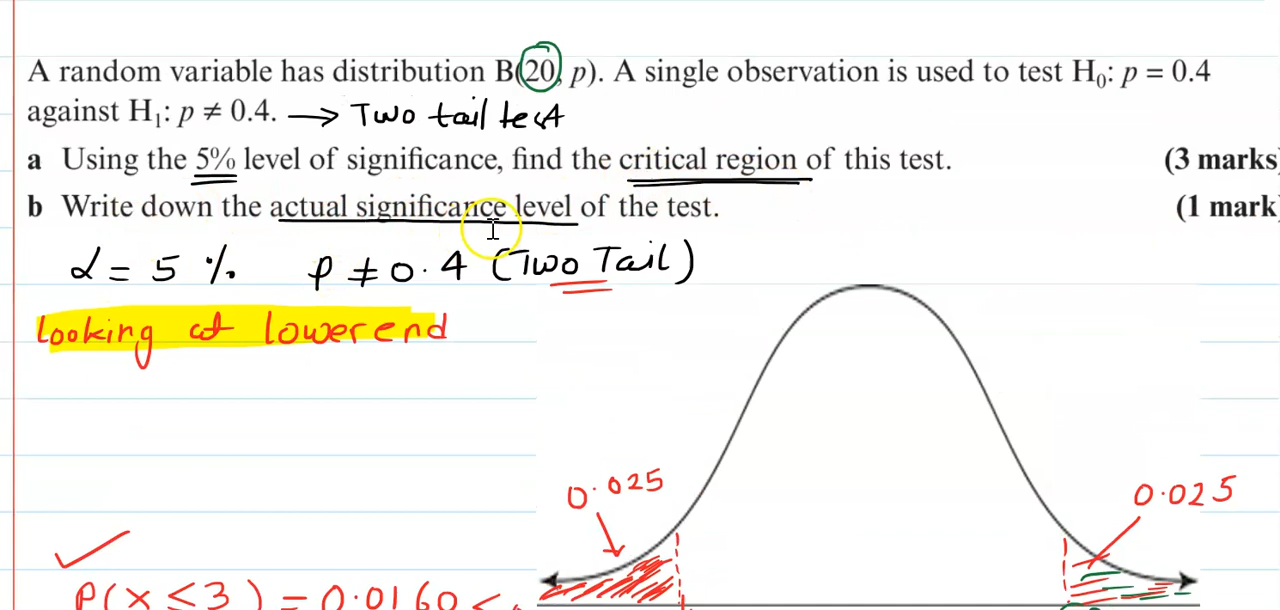 A random variable has distribution B(20, p). A single observation is used to test H₀: p = 0.4
against H₁: p ≠ 0.4. → Two tail test
a Using the 5% level of significance, find the critical region of this test. (3 marks)
b Write down the actual significance level of the test. (1 mark
α = 5 % p ≠ 0.4 (Two Tail)
Looking at lower end
0.025
0.025
P(X ≤ 3) = 0.0160 <